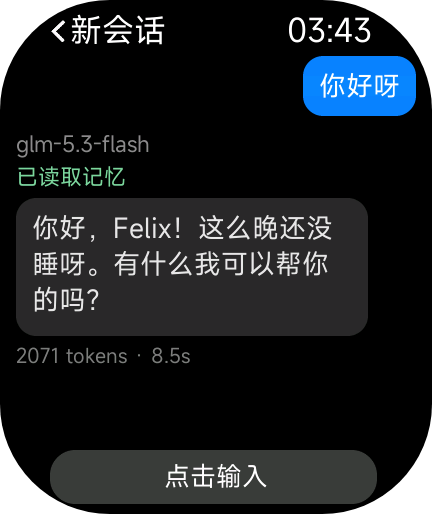 新会话 03:43
你好呀
glm-5.3-flash
已读取记忆
你好，Felix！这么晚还没
睡呀。有什么我可以帮你
的吗？
2071 tokens · 8.5s
点击输入